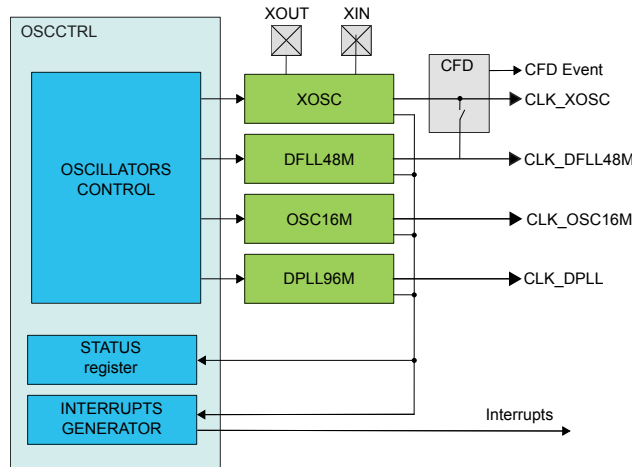 XOUT XIN
OSCCTRL
CFD
CFD Event
XOSC
CLK_XOSC
OSCILLATORS
CONTROL
DFLL48M
CLK_DFLL48M
OSC16M
CLK_OSC16M
DPLL96M
CLK_DPLL
STATUS
register
INTERRUPTS
GENERATOR
Interrupts